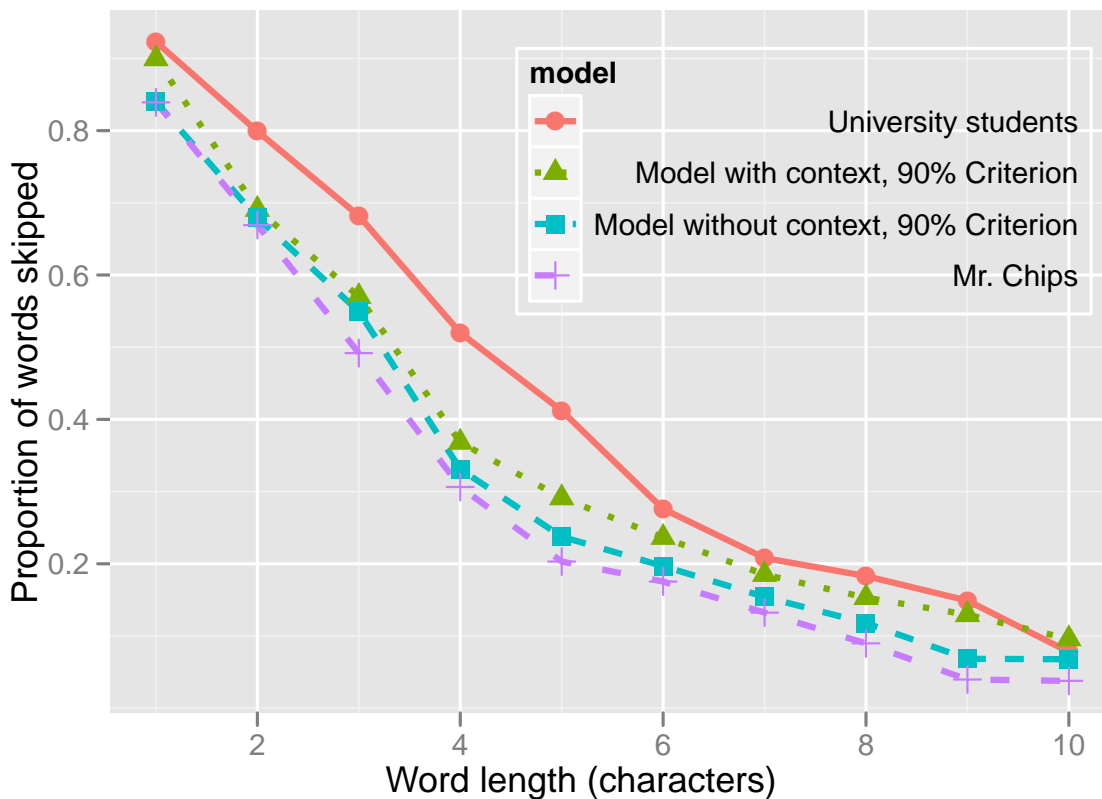 Proportion of words skipped
0.8
0.6
0.4
0.2
model
University students
Model with context, 90% Criterion
Model without context, 90% Criterion
Mr. Chips
2 4 6 8 10
Word length (characters)